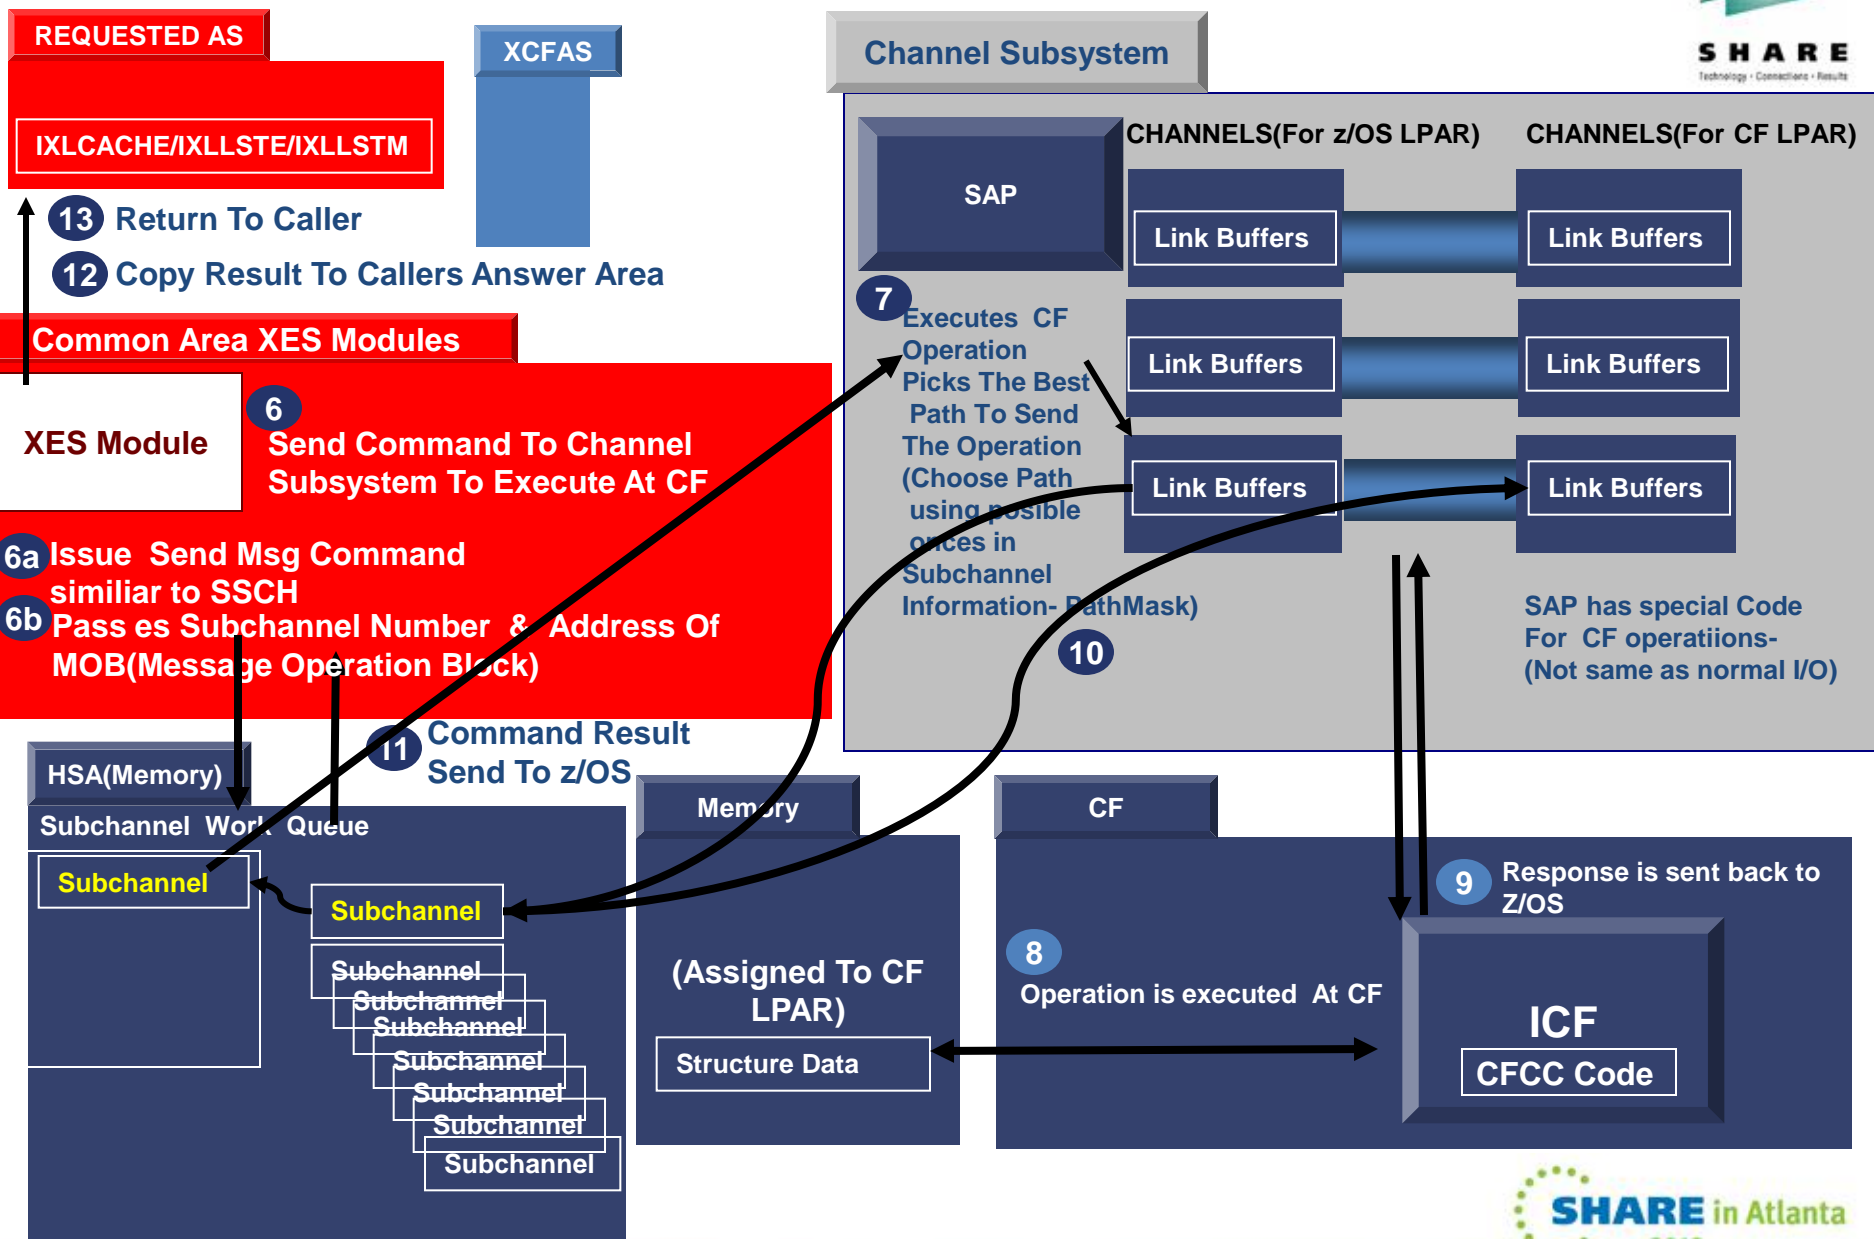 REQUESTED AS
IXLCACHE/IXLLSTE/IXLLSTM
XCFAS
Channel Subsystem
SHARE
Technology · Connections · Results
13 Return To Caller
12 Copy Result To Callers Answer Area
Common Area XES Modules
XES Module
6
Send Command To Channel
Subsystem To Execute At CF
6a Issue Send Msg Command
similiar to SSCH
6b Pass es Subchannel Number & Address Of
MOB(Message Operation Block)
SAP
CHANNELS(For z/OS LPAR)
CHANNELS(For CF LPAR)
Link Buffers
Link Buffers
Link Buffers
Link Buffers
Link Buffers
Link Buffers
7
Executes CF
Operation
Picks The Best
Path To Send
The Operation
(Choose Path
using posible
onces in
Subchannel
Information- PathMask)
10
SAP has special Code
For CF operatiions-
(Not same as normal I/O)
11 Command Result
Send To z/OS
HSA(Memory)
Subchannel Work Queue
Subchannel
Subchannel
Subchannel
Subchannel
Subchannel
Subchannel
Subchannel
Subchannel
Subchannel
Memory
(Assigned To CF
LPAR)
Structure Data
CF
8
Operation is executed At CF
9 Response is sent back to
Z/OS
ICF
CFCC Code
SHARE in Atlanta